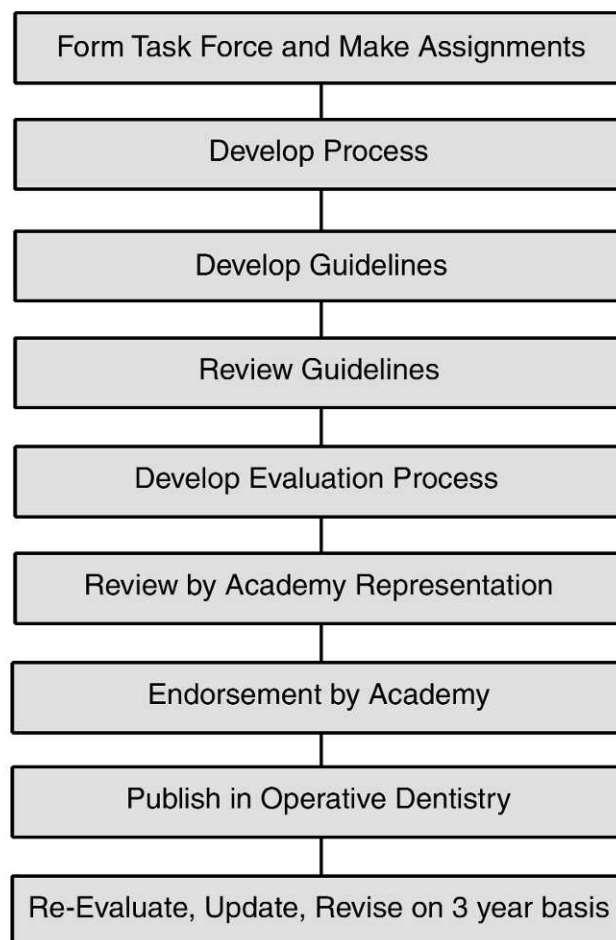 Form Task Force and Make Assignments
Develop Process
Develop Guidelines
Review Guidelines
Develop Evaluation Process
Review by Academy Representation
Endorsement by Academy
Publish in Operative Dentistry
Re-Evaluate, Update, Revise on 3 year basis